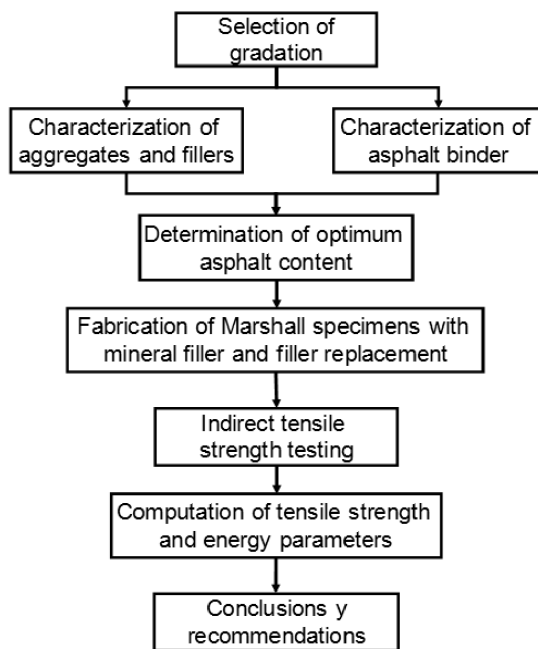 Selection of
gradation
Characterization of
aggregates and fillers
Characterization of
asphalt binder
Determination of optimum
asphalt content
Fabrication of Marshall specimens with
mineral filler and filler replacement
Indirect tensile
strength testing
Computation of tensile strength
and energy parameters
Conclusions y
recommendations